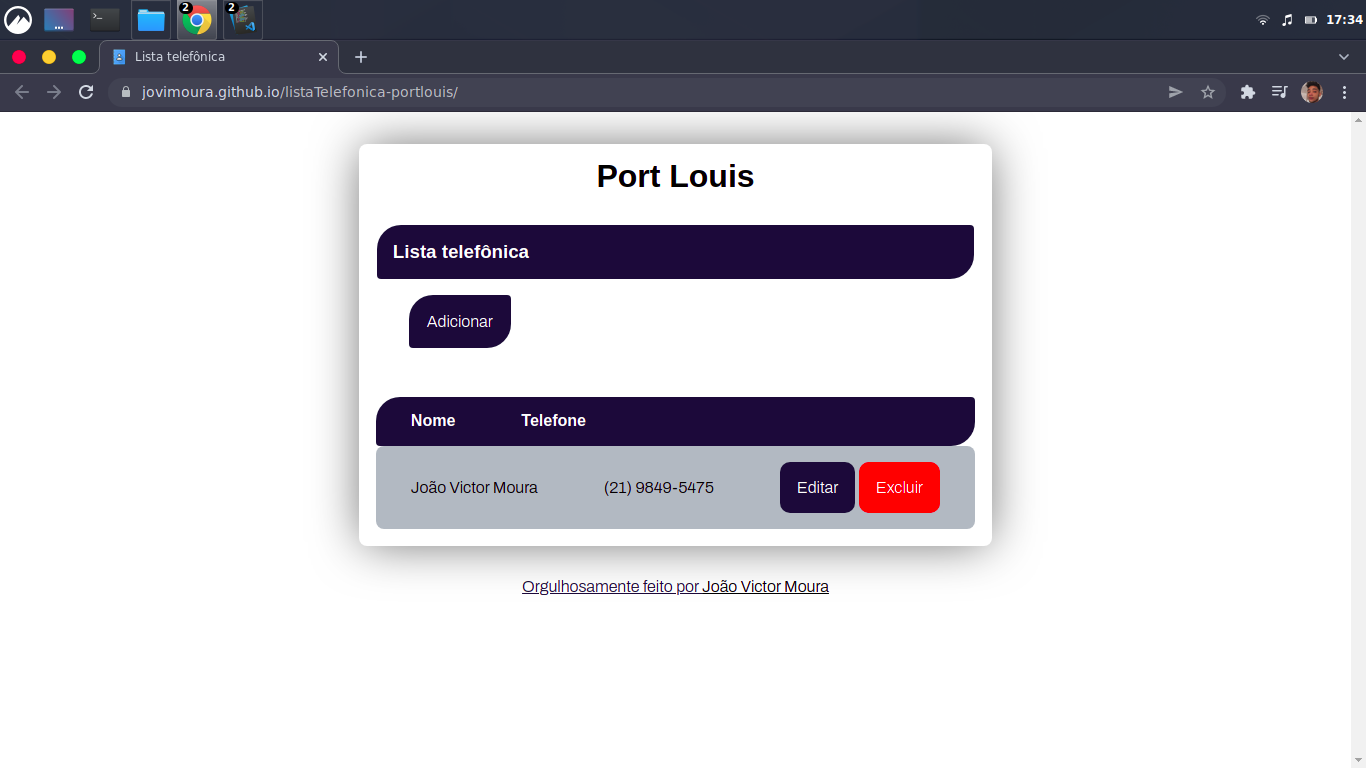 2 2 17:34
Lista telefônica
jovimoura.github.io/listaTelefonica-portlouis/
Port Louis
Lista telefônica
Adicionar
Nome Telefone
João Victor Moura (21) 9849-5475 Editar Excluir
Orgulhosamente feito por João Victor Moura